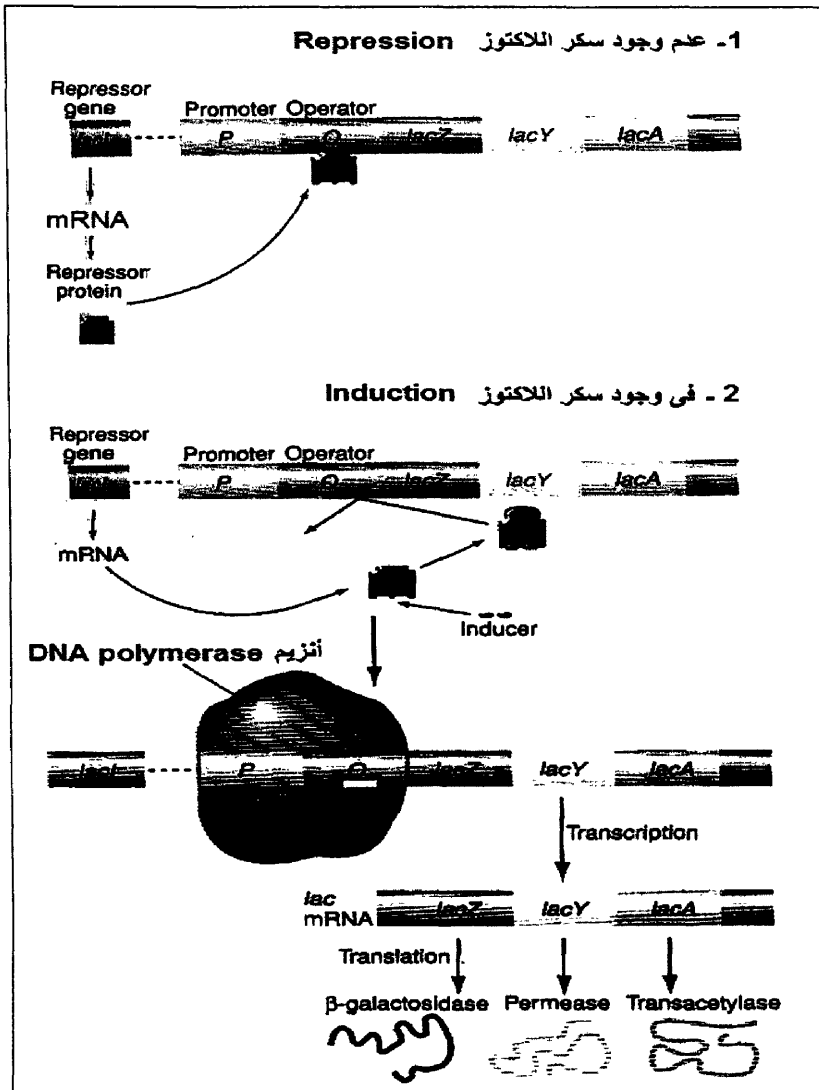 1- عدم وجود سكر اللاكتوز Repression
Repressor
gene
Promoter Operator
P O lacZ lacY lacA
mRNA
Repressor
protein
2 - فى وجود سكر اللاكتوز Induction
Repressor
gene
Promoter Operator
P O lacZ lacY lacA
mRNA
Inducer
أنزيم DNA polymerase
lacI P O lacZ lacY lacA
Transcription
lac
mRNA
lacZ lacY lacA
Translation
β-galactosidase Permease Transacetylase